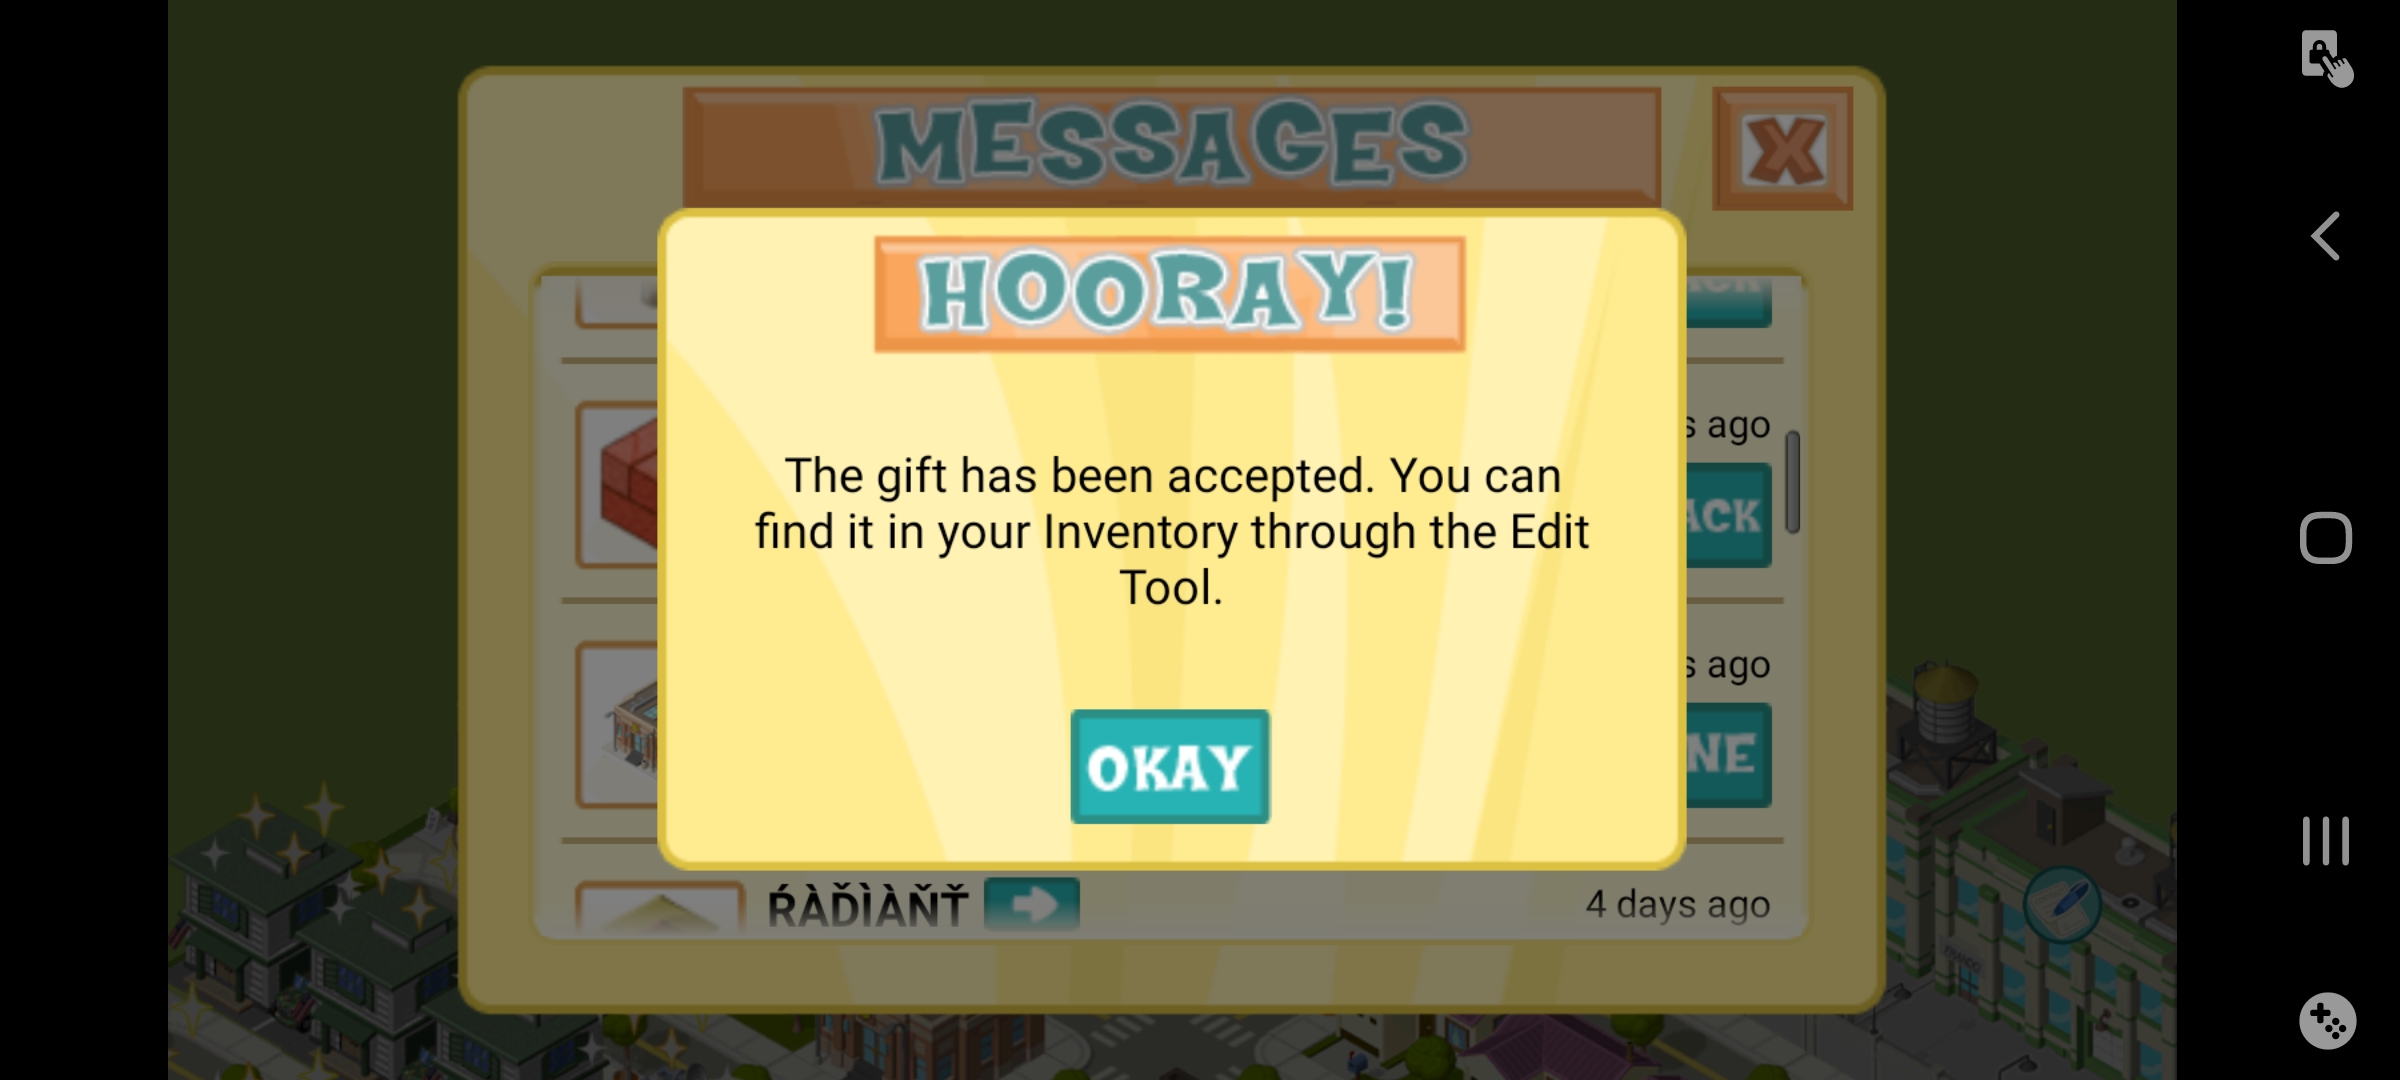 MESSAGES
X
HOORAY!
s ago
ACK
The gift has been accepted. You can
find it in your Inventory through the Edit
Tool.
s ago
NE
OKAY
ŔÀĎÌÀŇŤ
4 days ago